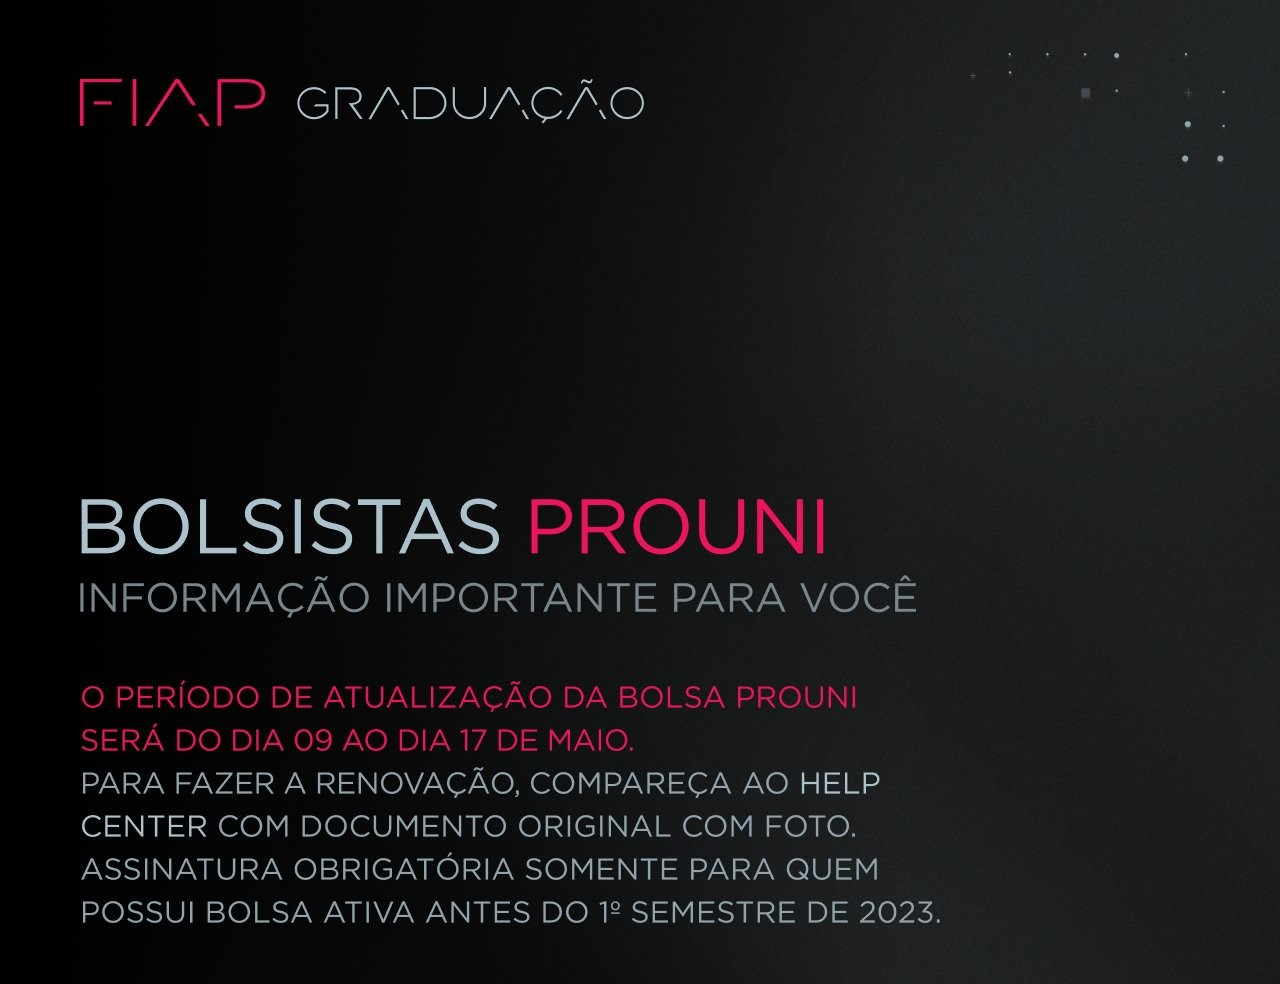 FIAP GRADUAÇÃO
BOLSISTAS PROUNI
INFORMAÇÃO IMPORTANTE PARA VOCÊ
O PERÍODO DE ATUALIZAÇÃO DA BOLSA PROUNI
SERÁ DO DIA 09 AO DIA 17 DE MAIO.
PARA FAZER A RENOVAÇÃO, COMPAREÇA AO HELP
CENTER COM DOCUMENTO ORIGINAL COM FOTO.
ASSINATURA OBRIGATÓRIA SOMENTE PARA QUEM
POSSUI BOLSA ATIVA ANTES DO 1º SEMESTRE DE 2023.